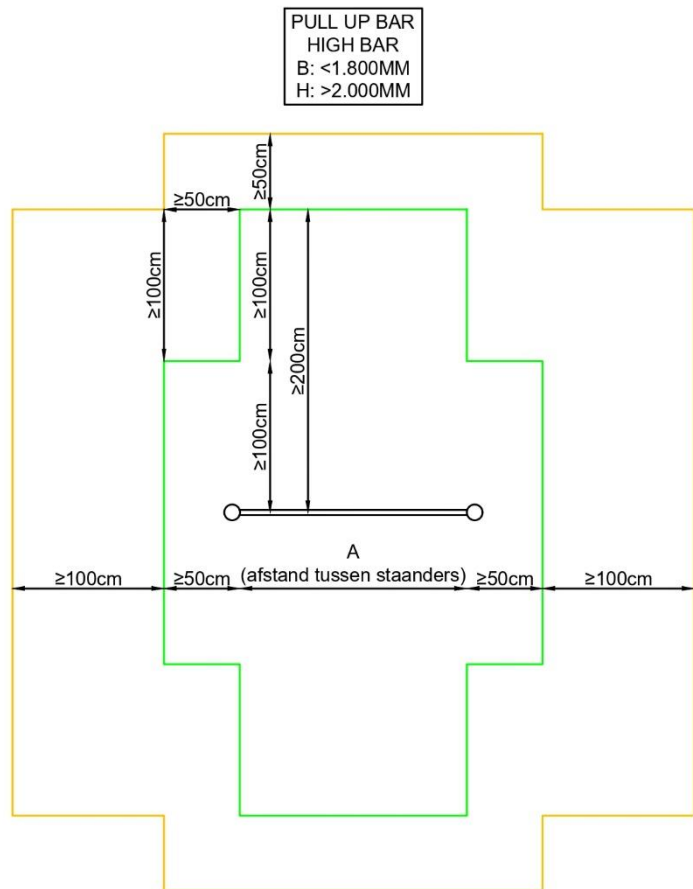 PULL UP BAR
HIGH BAR
B: <1.800MM
H: >2.000MM
≥50cm
≥50cm
≥100cm
≥100cm
≥200cm
≥100cm
A
(afstand tussen staanders)
≥100cm
≥50cm
≥50cm
≥100cm